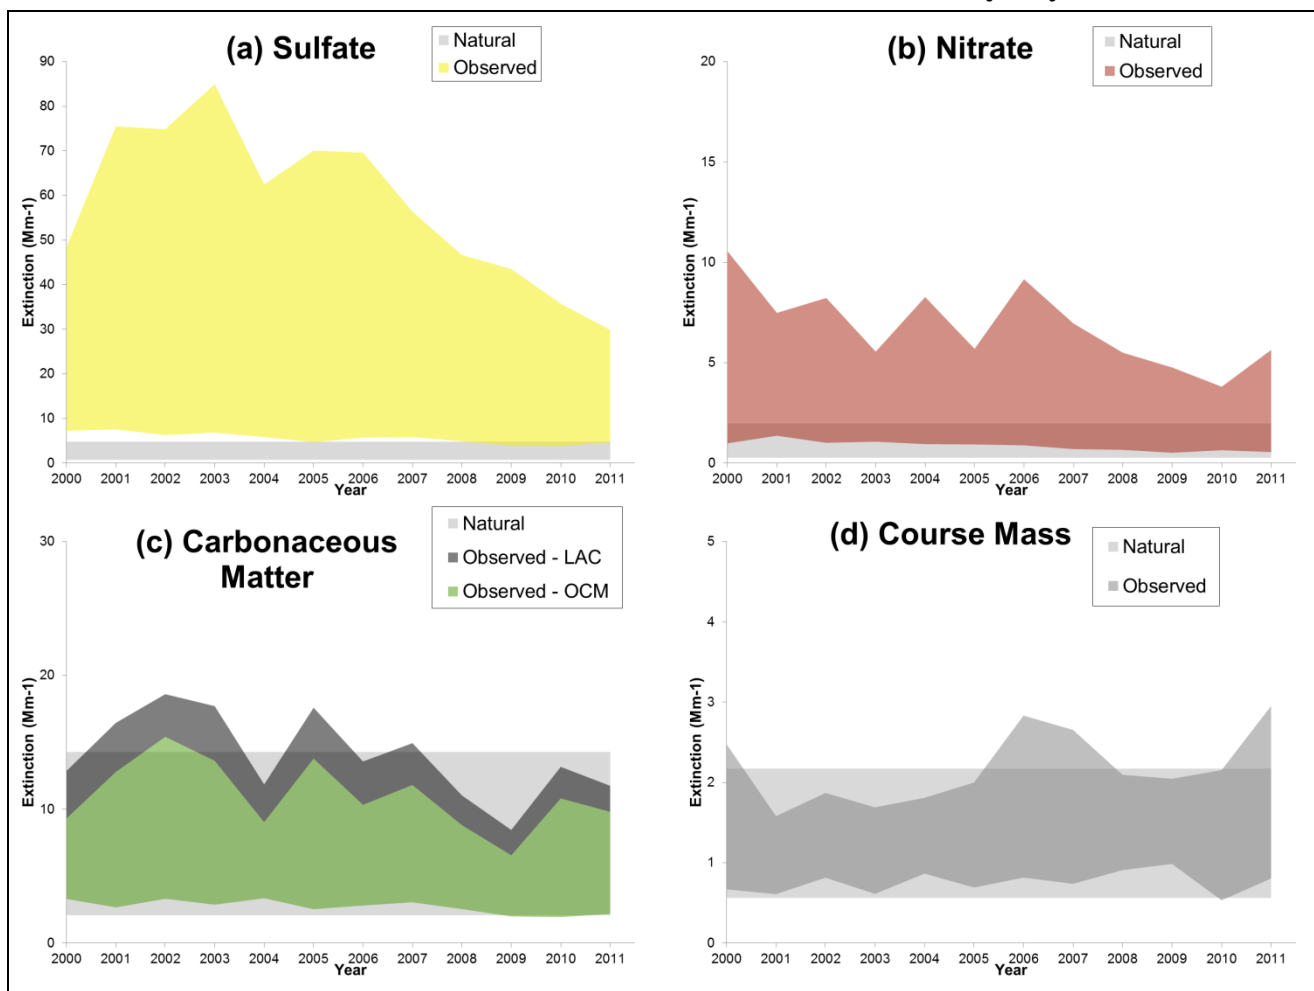 (a) Sulfate
Natural
Observed
90
80
70
60
50
40
30
20
10
0
Extinction (Mm-1)
2000 2001 2002 2003 2004 2005 2006 2007 2008 2009 2010 2011
Year
(b) Nitrate
Natural
Observed
20
15
10
5
0
Extinction (Mm-1)
2000 2001 2002 2003 2004 2005 2006 2007 2008 2009 2010 2011
Year
(c) Carbonaceous
Matter
Natural
Observed - LAC
Observed - OCM
30
20
10
0
Extinction (Mm-1)
2000 2001 2002 2003 2004 2005 2006 2007 2008 2009 2010 2011
Year
(d) Course Mass
Natural
Observed
5
4
3
2
1
0
Extinction (Mm-1)
2000 2001 2002 2003 2004 2005 2006 2007 2008 2009 2010 2011
Year